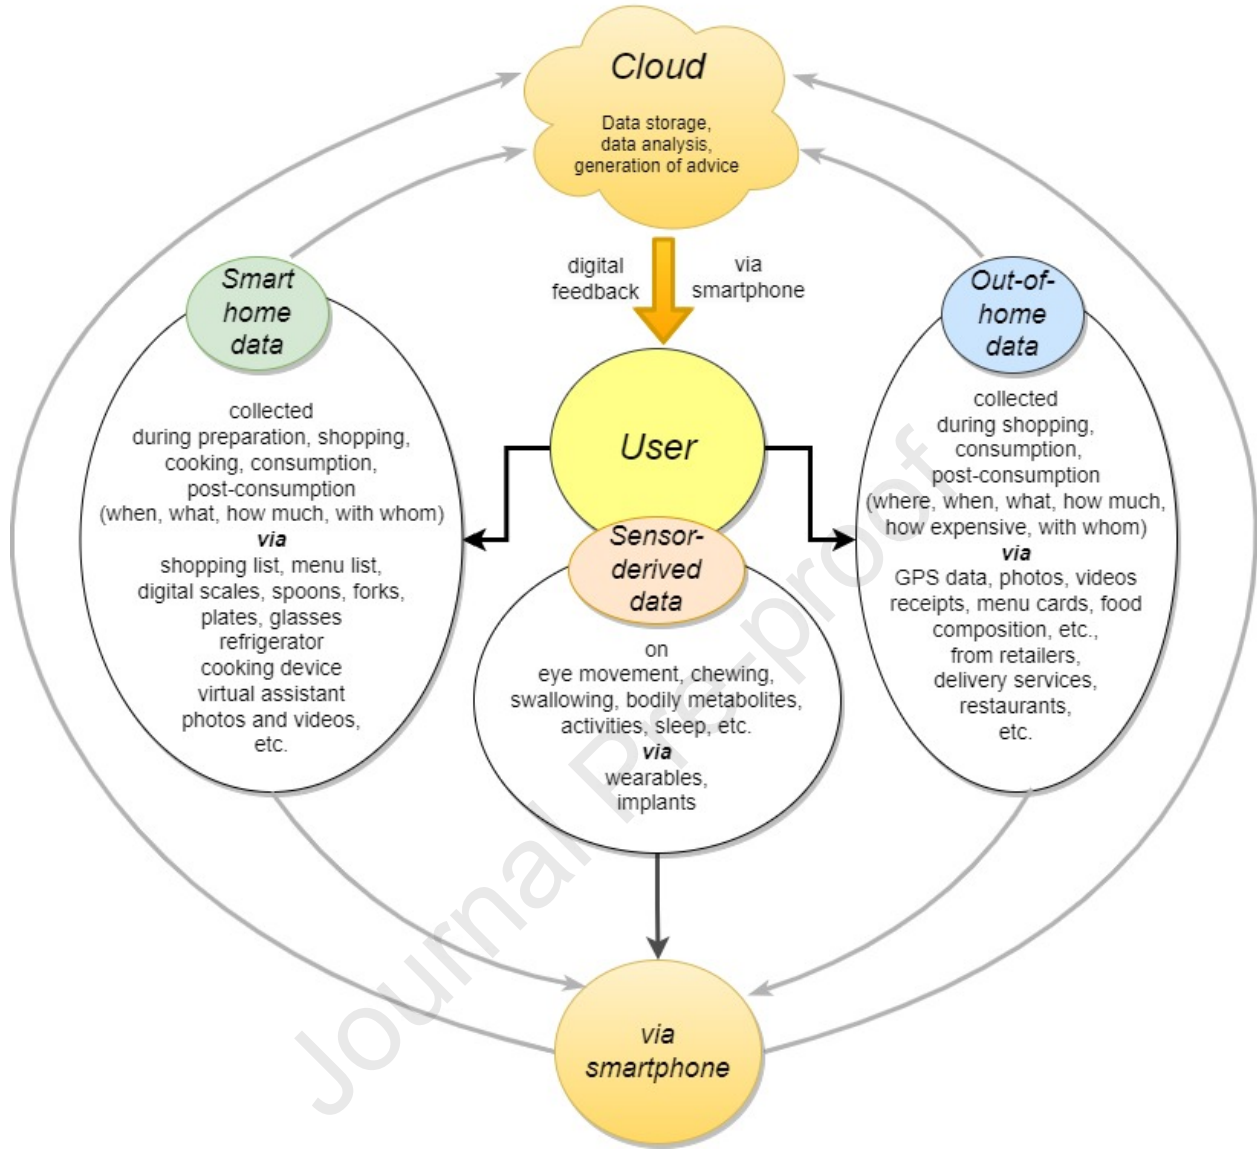 Cloud
Data storage,
data analysis,
generation of advice
digital
feedback
via
smartphone
Smart
home
data
collected
during preparation, shopping,
cooking, consumption,
post-consumption
(when, what, how much, with whom)
via
shopping list, menu list,
digital scales, spoons, forks,
plates, glasses
refrigerator
cooking device
virtual assistant
photos and videos,
etc.
User
Sensor-
derived
data
on
eye movement, chewing,
swallowing, bodily metabolites,
activities, sleep, etc.
via
wearables,
implants
Out-of-
home
data
collected
during shopping,
consumption,
post-consumption
(where, when, what, how much,
how expensive, with whom)
via
GPS data, photos, videos
receipts, menu cards, food
composition, etc.,
from retailers,
delivery services,
restaurants,
etc.
via
smartphone
Journal Pre-proof